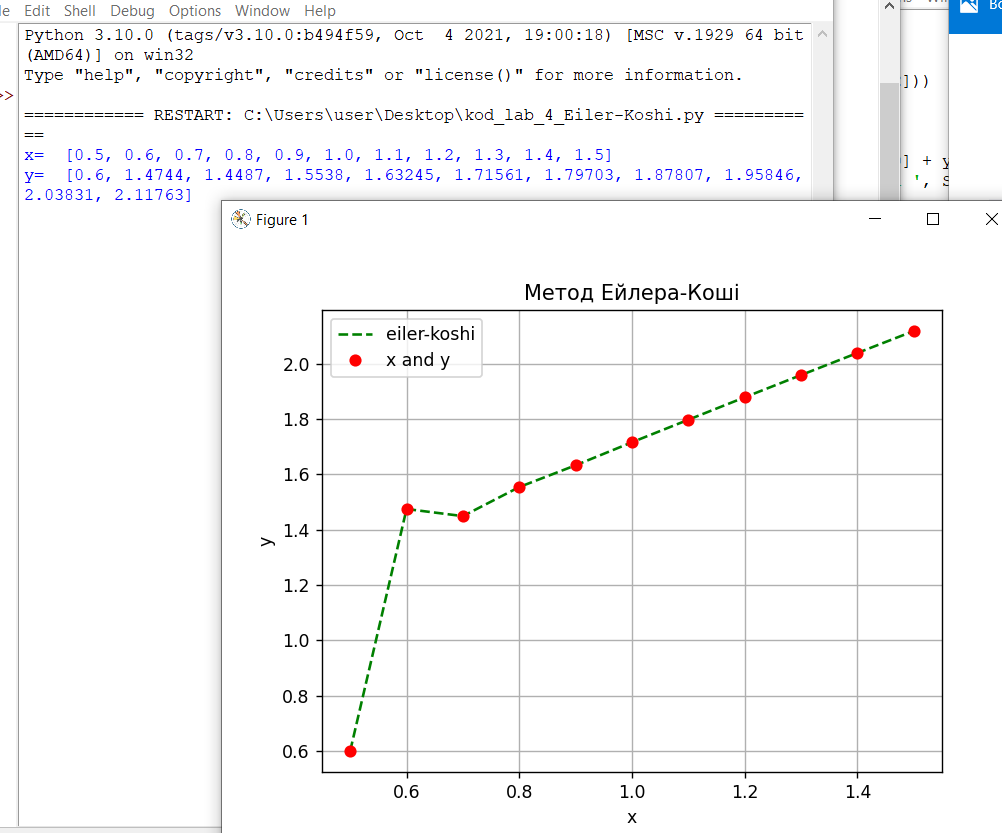 Edit Shell Debug Options Window Help
Python 3.10.0 (tags/v3.10.0:b494f59, Oct  4 2021, 19:00:18) [MSC v.1929 64 bit
(AMD64)] on win32
Type "help", "copyright", "credits" or "license()" for more information.
============ RESTART: C:\Users\user\Desktop\kod_lab_4_Eiler-Koshi.py =========
==
x=  [0.5, 0.6, 0.7, 0.8, 0.9, 1.0, 1.1, 1.2, 1.3, 1.4, 1.5]
y=  [0.6, 1.4744, 1.4487, 1.5538, 1.63245, 1.71561, 1.79703, 1.87807, 1.95846,
2.03831, 2.11763]
]))
] + y
', S
Figure 1
Метод Ейлера-Коші
eiler-koshi
x and y
2.0
1.8
1.6
1.4
1.2
1.0
0.8
0.6
y
0.6 0.8 1.0 1.2 1.4
x